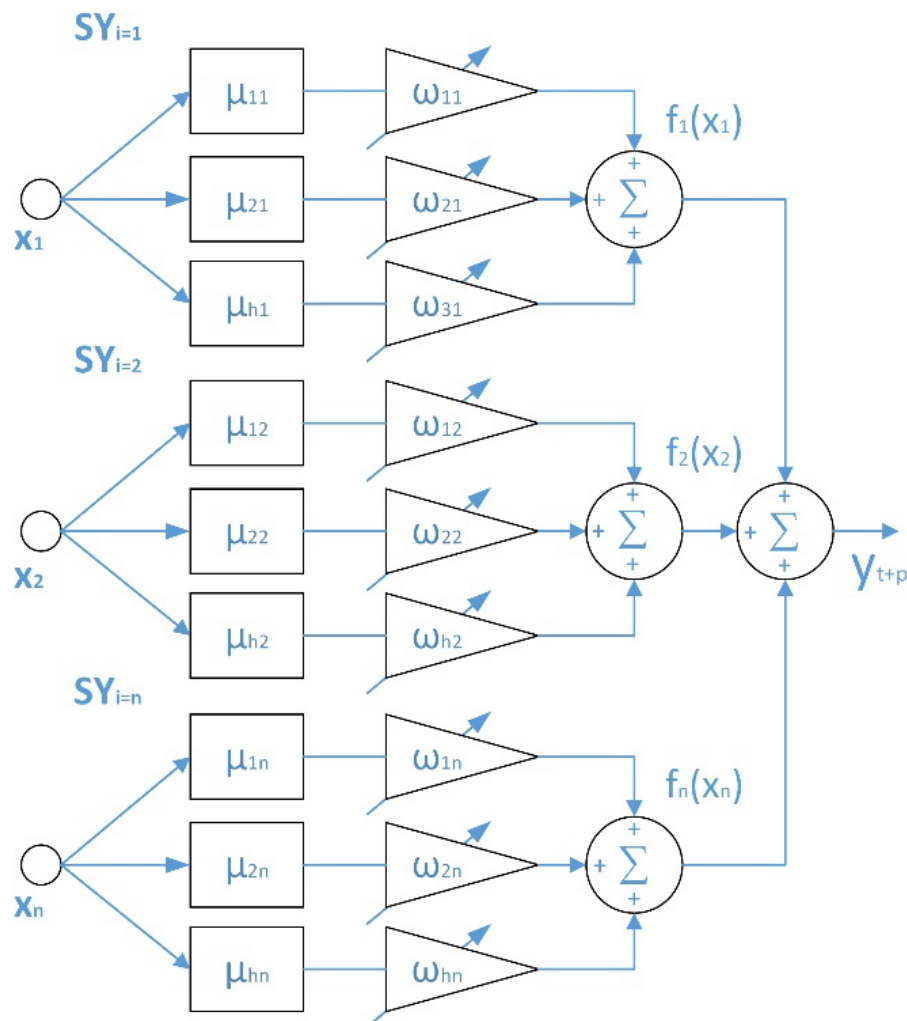 SYi=1
μ11 ω11 f1(x1)
+
μ21 ω21 + Σ
x1 +
μh1 ω31
SYi=2
μ12 ω12 f2(x2)
+ +
μ22 ω22 + Σ + Σ
x2 + + yt+p
μh2 ωh2
SYi=n
μ1n ω1n fn(xn)
+
μ2n ω2n + Σ
xn +
μhn ωhn